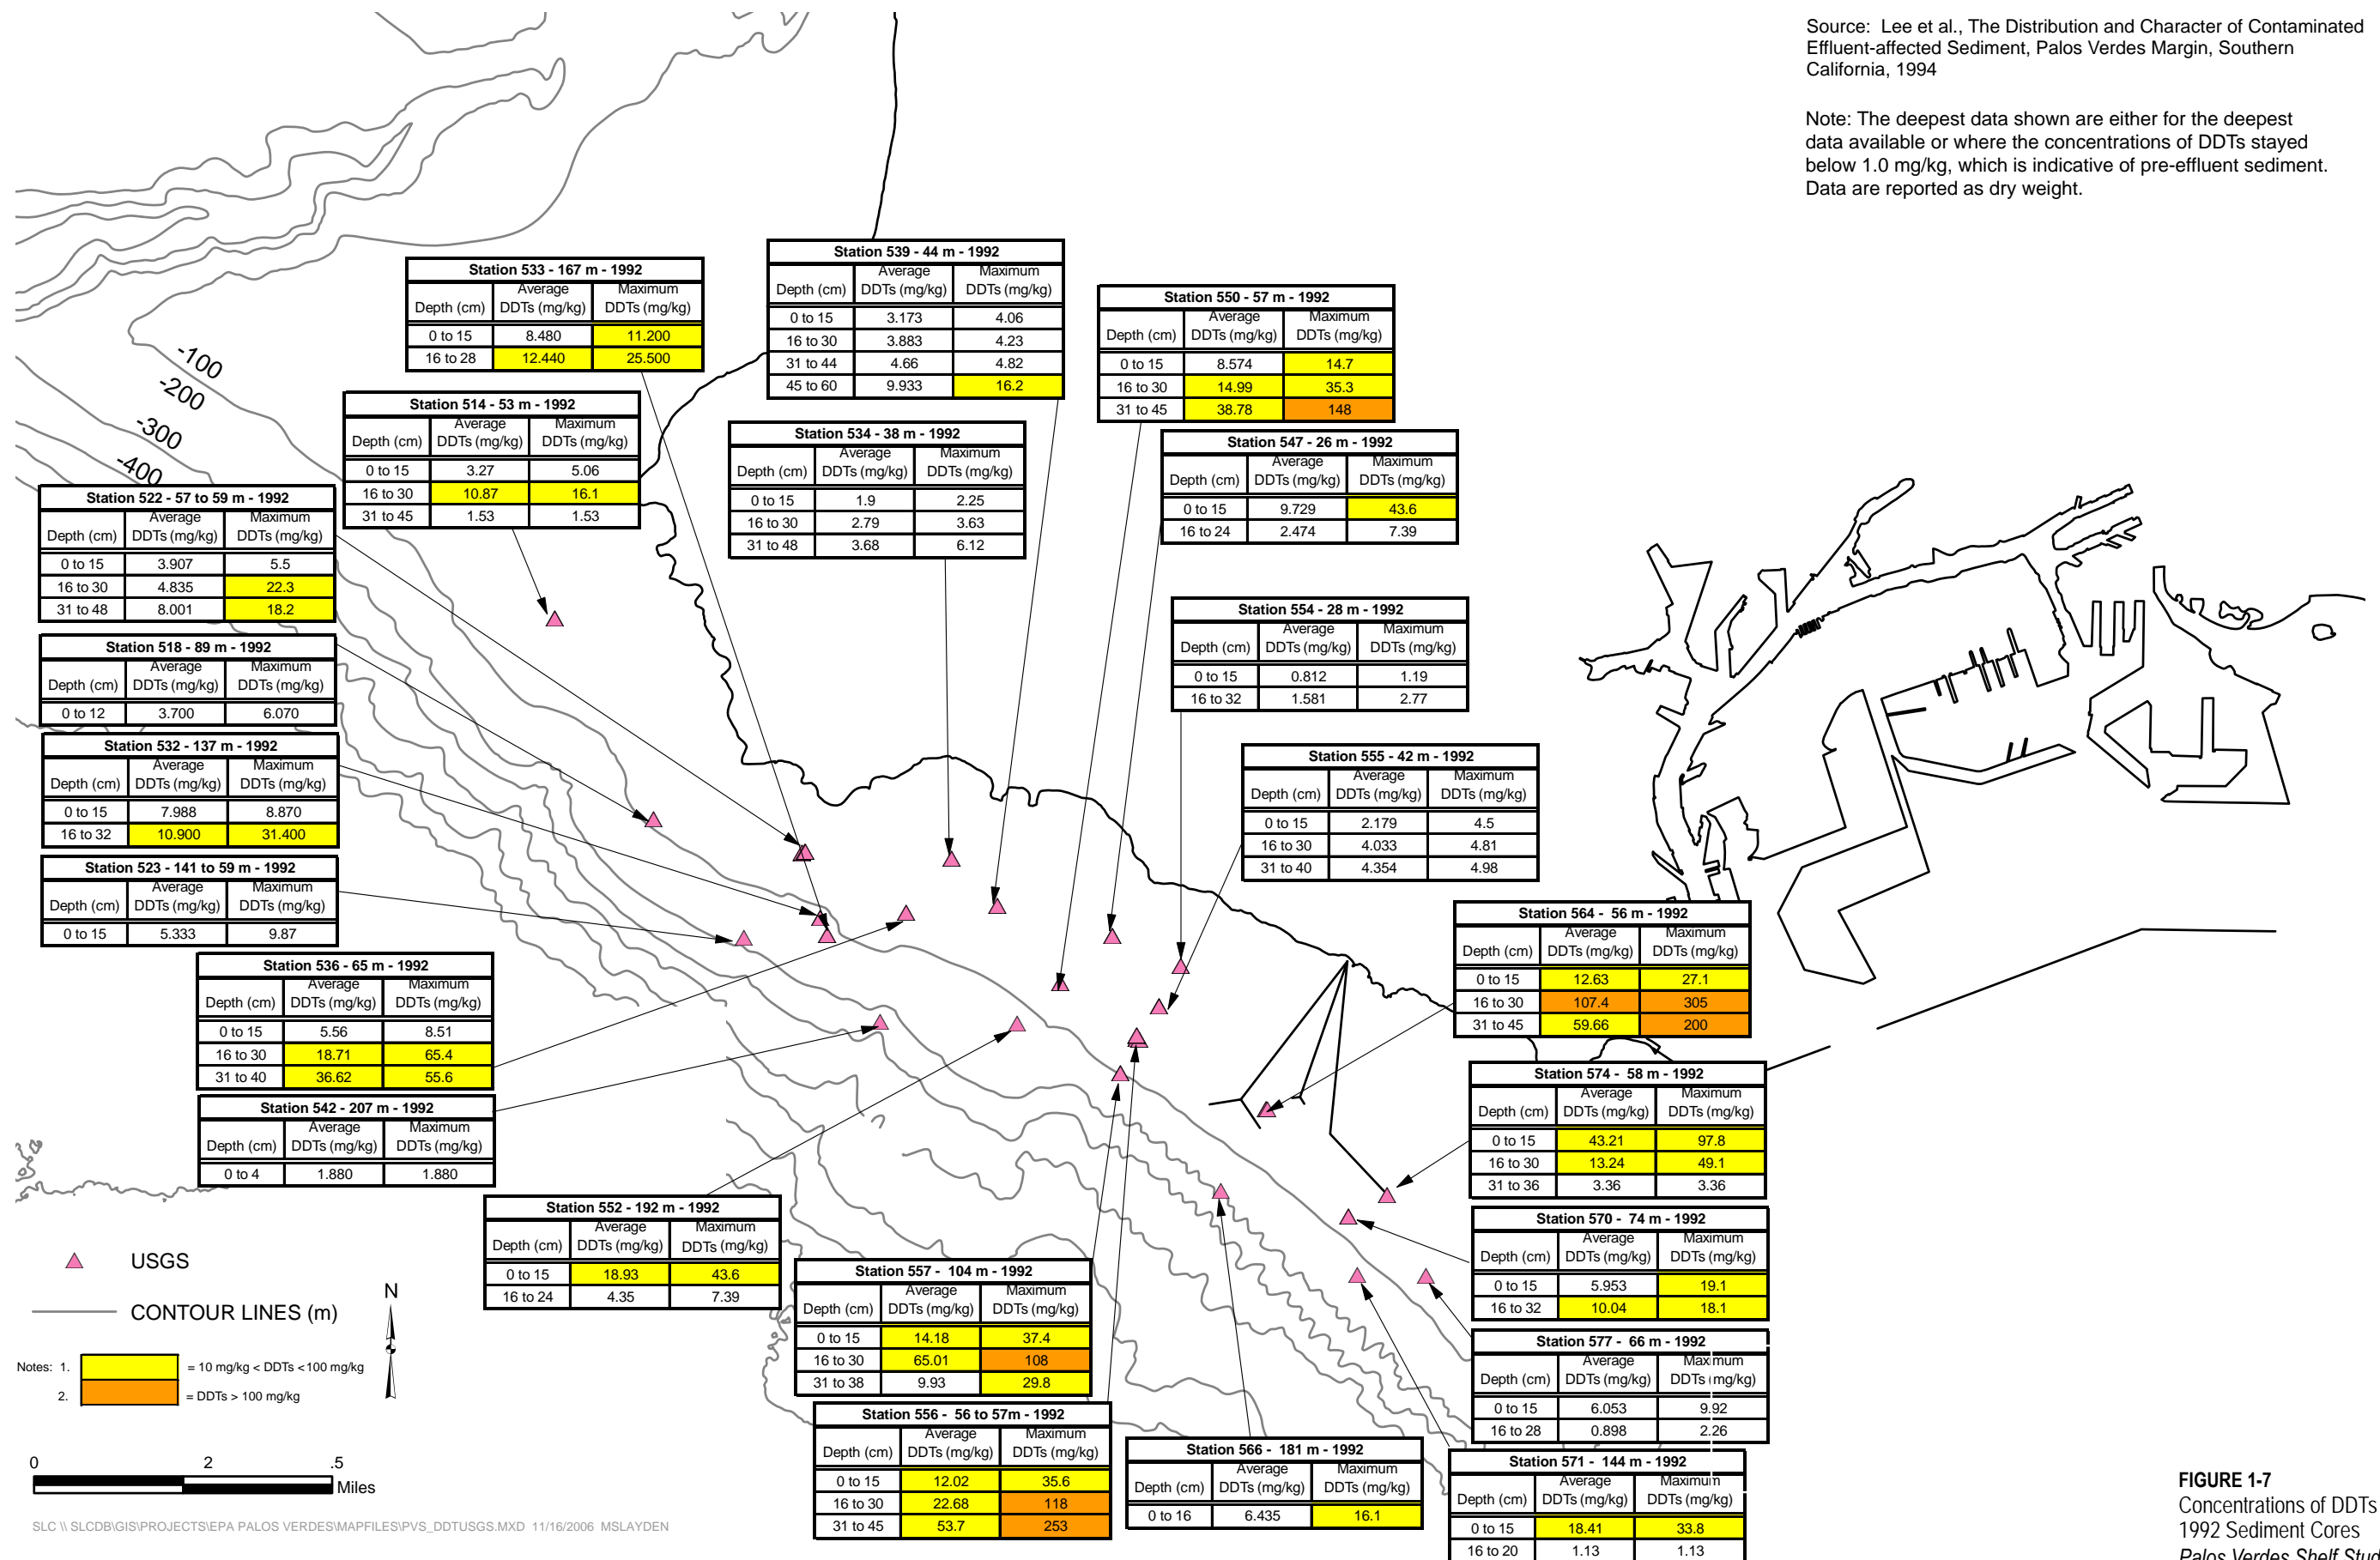 Source: Lee et al., The Distribution and Character of Contaminated
Effluent-affected Sediment, Palos Verdes Margin, Southern
California, 1994
Note: The deepest data shown are either for the deepest
data available or where the concentrations of DDTs stayed
below 1.0 mg/kg, which is indicative of pre-effluent sediment.
Data are reported as dry weight.
-100
-200
-300
-400
Station 533 - 167 m - 1992
Depth (cm) Average DDTs (mg/kg) Maximum DDTs (mg/kg)
0 to 15 8.480 11.200
16 to 28 12.440 25.500
Station 539 - 44 m - 1992
Depth (cm) Average DDTs (mg/kg) Maximum DDTs (mg/kg)
0 to 15 3.173 4.06
16 to 30 3.883 4.23
31 to 44 4.66 4.82
45 to 60 9.933 16.2
Station 550 - 57 m - 1992
Depth (cm) Average DDTs (mg/kg) Maximum DDTs (mg/kg)
0 to 15 8.574 14.7
16 to 30 14.99 35.3
31 to 45 38.78 148
Station 514 - 53 m - 1992
Depth (cm) Average DDTs (mg/kg) Maximum DDTs (mg/kg)
0 to 15 3.27 5.06
16 to 30 10.87 16.1
31 to 45 1.53 1.53
Station 534 - 38 m - 1992
Depth (cm) Average DDTs (mg/kg) Maximum DDTs (mg/kg)
0 to 15 1.9 2.25
16 to 30 2.79 3.63
31 to 48 3.68 6.12
Station 547 - 26 m - 1992
Depth (cm) Average DDTs (mg/kg) Maximum DDTs (mg/kg)
0 to 15 9.729 43.6
16 to 24 2.474 7.39
Station 522 - 57 to 59 m - 1992
Depth (cm) Average DDTs (mg/kg) Maximum DDTs (mg/kg)
0 to 15 3.907 5.5
16 to 30 4.835 22.3
31 to 48 8.001 18.2
Station 554 - 28 m - 1992
Depth (cm) Average DDTs (mg/kg) Maximum DDTs (mg/kg)
0 to 15 0.812 1.19
16 to 32 1.581 2.77
Station 518 - 89 m - 1992
Depth (cm) Average DDTs (mg/kg) Maximum DDTs (mg/kg)
0 to 12 3.700 6.070
Station 532 - 137 m - 1992
Depth (cm) Average DDTs (mg/kg) Maximum DDTs (mg/kg)
0 to 15 7.988 8.870
16 to 32 10.900 31.400
Station 555 - 42 m - 1992
Depth (cm) Average DDTs (mg/kg) Maximum DDTs (mg/kg)
0 to 15 2.179 4.5
16 to 30 4.033 4.81
31 to 40 4.354 4.98
Station 523 - 141 to 59 m - 1992
Depth (cm) Average DDTs (mg/kg) Maximum DDTs (mg/kg)
0 to 15 5.333 9.87
Station 564 - 56 m - 1992
Depth (cm) Average DDTs (mg/kg) Maximum DDTs (mg/kg)
0 to 15 12.63 27.1
16 to 30 107.4 305
31 to 45 59.66 200
Station 536 - 65 m - 1992
Depth (cm) Average DDTs (mg/kg) Maximum DDTs (mg/kg)
0 to 15 5.56 8.51
16 to 30 18.71 65.4
31 to 40 36.62 55.6
Station 574 - 58 m - 1992
Depth (cm) Average DDTs (mg/kg) Maximum DDTs (mg/kg)
0 to 15 43.21 97.8
16 to 30 13.24 49.1
31 to 36 3.36 3.36
Station 542 - 207 m - 1992
Depth (cm) Average DDTs (mg/kg) Maximum DDTs (mg/kg)
0 to 4 1.880 1.880
Station 552 - 192 m - 1992
Depth (cm) Average DDTs (mg/kg) Maximum DDTs (mg/kg)
0 to 15 18.93 43.6
16 to 24 4.35 7.39
Station 570 - 74 m - 1992
Depth (cm) Average DDTs (mg/kg) Maximum DDTs (mg/kg)
0 to 15 5.953 19.1
16 to 32 10.04 18.1
Station 557 - 104 m - 1992
Depth (cm) Average DDTs (mg/kg) Maximum DDTs (mg/kg)
0 to 15 14.18 37.4
16 to 30 65.01 108
31 to 38 9.93 29.8
Station 577 - 66 m - 1992
Depth (cm) Average DDTs (mg/kg) Maximum DDTs (mg/kg)
0 to 15 6.053 9.92
16 to 28 0.898 2.26
Station 556 - 56 to 57m - 1992
Depth (cm) Average DDTs (mg/kg) Maximum DDTs (mg/kg)
0 to 15 12.02 35.6
16 to 30 22.68 118
31 to 45 53.7 253
Station 566 - 181 m - 1992
Depth (cm) Average DDTs (mg/kg) Maximum DDTs (mg/kg)
0 to 16 6.435 16.1
Station 571 - 144 m - 1992
Depth (cm) Average DDTs (mg/kg) Maximum DDTs (mg/kg)
0 to 15 18.41 33.8
16 to 20 1.13 1.13
USGS
CONTOUR LINES (m)
N
Notes: 1. = 10 mg/kg < DDTs <100 mg/kg
2. = DDTs > 100 mg/kg
0 2 .5
Miles
SLC \\ SLCDB\GIS\PROJECTS\EPA PALOS VERDES\MAPFILES\PVS_DDTUSGS.MXD 11/16/2006 MSLAYDEN
FIGURE 1-7
Concentrations of DDTs
1992 Sediment Cores
Palos Verdes Shelf Stud